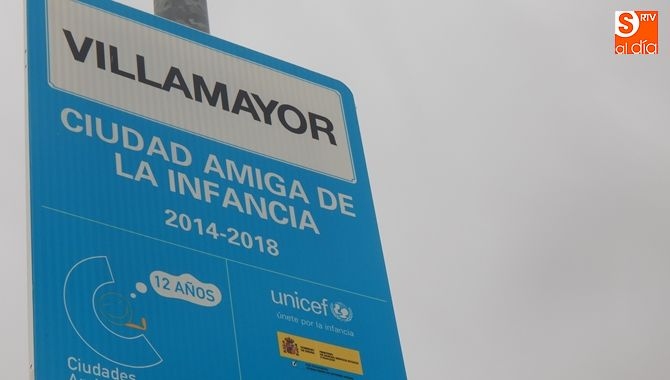 S RTV
al día
VILLAMAYOR
CIUDAD AMIGA DE
LA INFANCIA
2014-2018
12 AÑOS
unicef
únete por la infancia
Ciudades